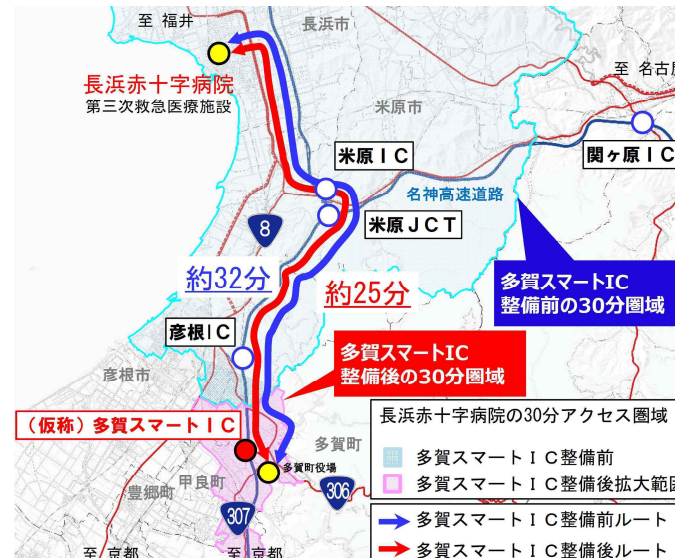 至 福井
長浜市
至 名古屋
長浜赤十字病院
第三次救急医療施設
米原市
米原IC
関ヶ原IC
名神高速道路
米原JCT
8
約32分
約25分
多賀スマートIC
整備前の30分圏域
彦根IC
多賀スマートIC
整備後の30分圏域
彦根市
(仮称)多賀スマートIC
多賀町
多賀町役場
甲良町
豊郷町
306
307
至 京都
至 京都
長浜赤十字病院の30分アクセス圏域
多賀スマートIC整備前
多賀スマートIC整備後拡大範囲
多賀スマートIC整備前ルート
多賀スマートIC整備後ルート